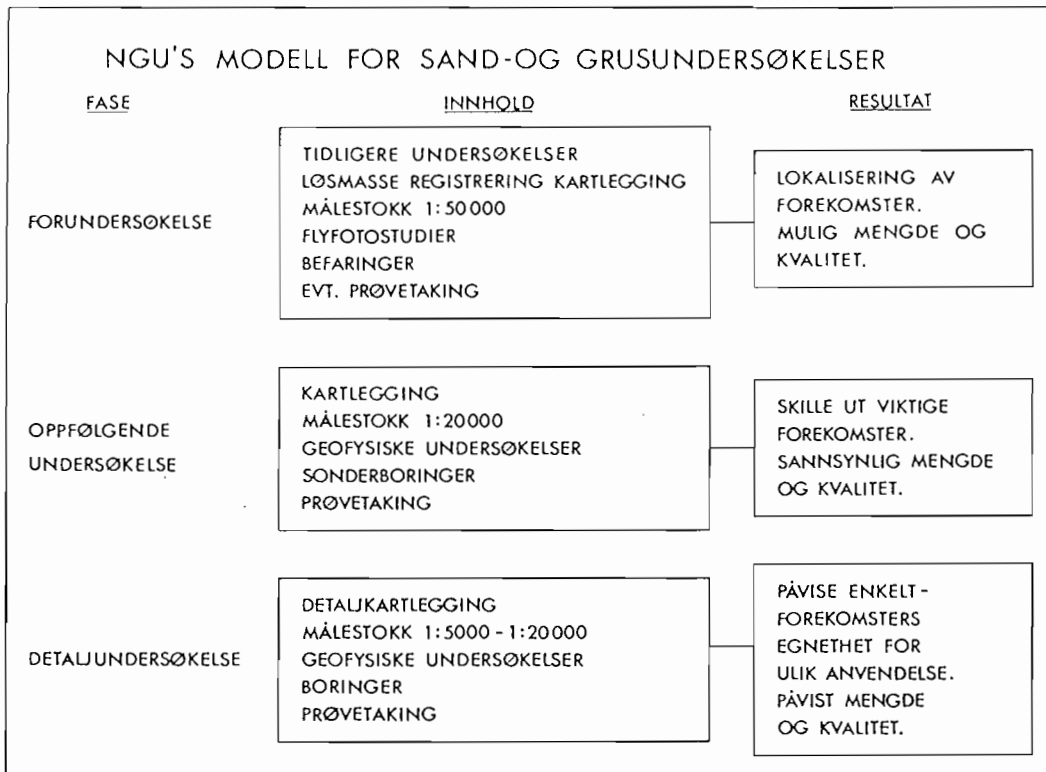 NGU'S MODELL FOR SAND-OG GRUSUNDERSØKELSER
FASE INNHOLD RESULTAT
FORUNDERSØKELSE
TIDLIGERE UNDERSØKELSER
LØSMASSE REGISTRERING KARTLEGGING
MÅLESTOKK 1:50000
FLYFOTOSTUDIER
BEFARINGER
EVT. PRØVETAKING
LOKALISERING AV
FOREKOMSTER.
MULIG MENGDE OG
KVALITET.
OPPFØLGENDE
UNDERSØKELSE
KARTLEGGING
MÅLESTOKK 1:20000
GEOFYSISKE UNDERSØKELSER
SONDERBORINGER
PRØVETAKING
SKILLE UT VIKTIGE
FOREKOMSTER.
SANNSYNLIG MENGDE
OG KVALITET.
DETALJUNDERSØKELSE
DETALJKARTLEGGING
MÅLESTOKK 1:5000-1:20000
GEOFYSISKE UNDERSØKELSER
BORINGER
PRØVETAKING
PÅVISE ENKELT-
FOREKOMSTERS
EGNETHET FOR
ULIK ANVENDELSE.
PÅVIST MENGDE
OG KVALITET.